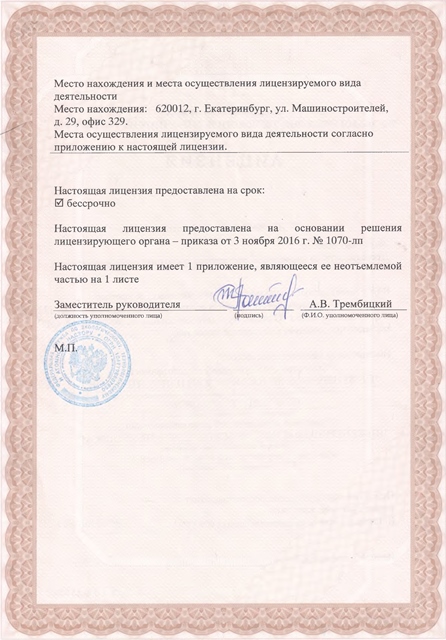 Место нахождения и места осуществления лицензируемого вида
деятельности
Место нахождения: 620012, г. Екатеринбург, ул. Машиностроителей,
д. 29, офис 329.
Места осуществления лицензируемого вида деятельности согласно
приложению к настоящей лицензии.
Настоящая лицензия предоставлена на срок:
☑ бессрочно
Настоящая лицензия предоставлена на основании решения
лицензирующего органа – приказа от 3 ноября 2016 г. № 1070-лп
Настоящая лицензия имеет 1 приложение, являющееся ее неотъемлемой
частью на 1 листе
Заместитель руководителя А.В. Трембицкий
(должность уполномоченного лица) (подпись) (Ф.И.О. уполномоченного лица)
М.П.